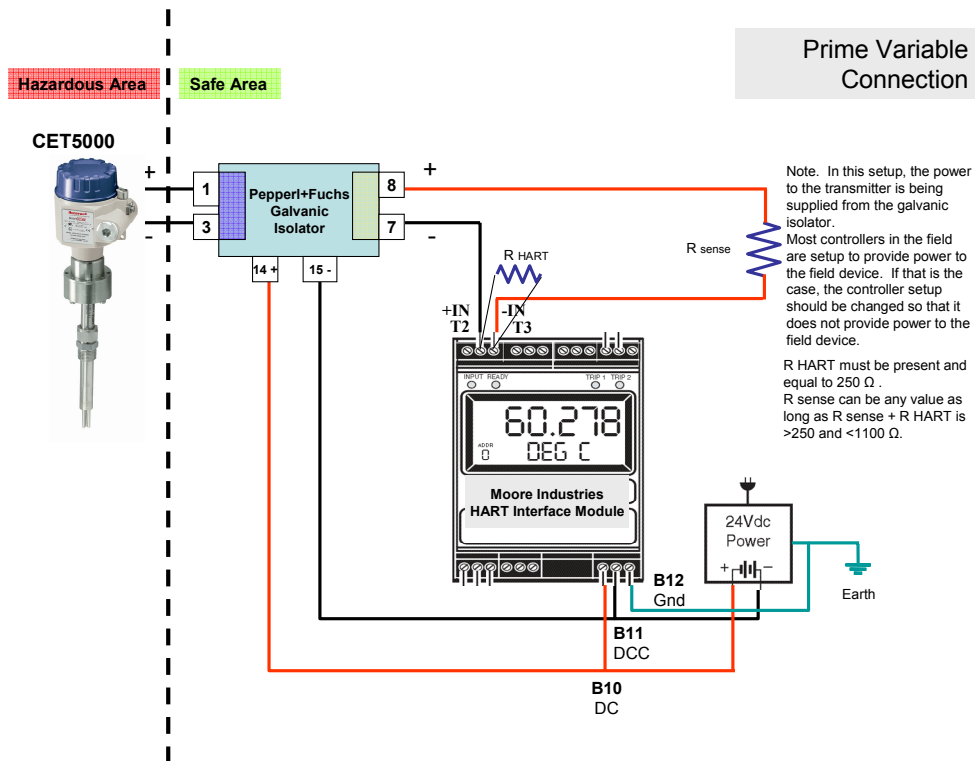 Prime Variable
Connection
Hazardous Area
Safe Area
CET5000
+
-
1
3
Pepperl+Fuchs
Galvanic
Isolator
8
7
+
-
14 +
15 -
R HART
R sense
Note. In this setup, the power
to the transmitter is being
supplied from the galvanic
isolator.
Most controllers in the field
are setup to provide power to
the field device. If that is the
case, the controller setup
should be changed so that it
does not provide power to the
field device.
R HART must be present and
equal to 250 Ω .
R sense can be any value as
long as R sense + R HART is
>250 and <1100 Ω.
+IN
T2
-IN
T3
INPUT READY
TRIP 1 TRIP 2
60.278
ADDR
0
DEG C
Moore Industries
HART Interface Module
24Vdc
Power
+ −
Earth
B12
Gnd
B11
DCC
B10
DC